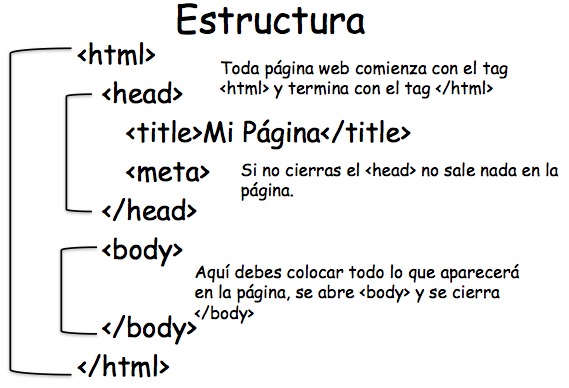 Estructura
<html>
Toda página web comienza con el tag
<html> y termina con el tag </html>
<head>
<title>Mi Página</title>
<meta>
Si no cierras el <head> no sale nada en la
página.
</head>
<body>
Aquí debes colocar todo lo que aparecerá
en la página, se abre <body> y se cierra
</body>
</body>
</html>